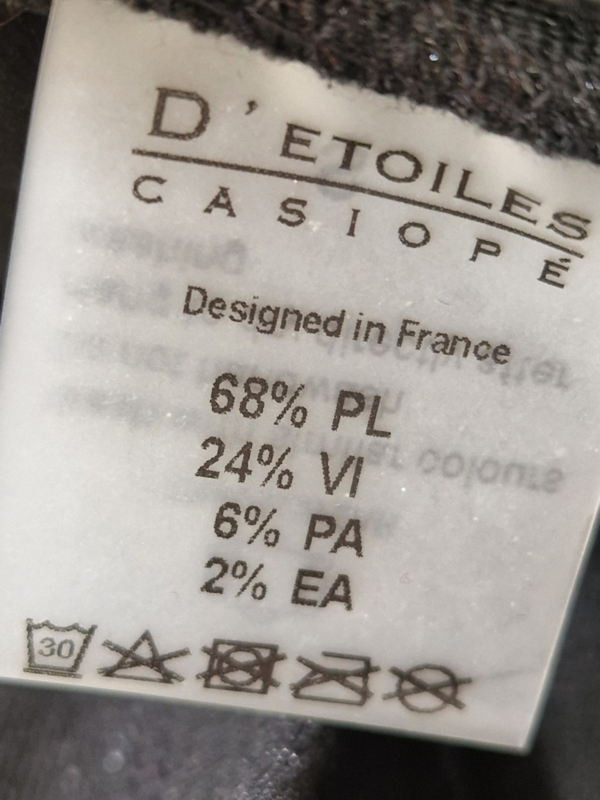 D'ETOILES
CASIOPÉ
Designed in France
68% PL
24% VI
6% PA
2% EA
30